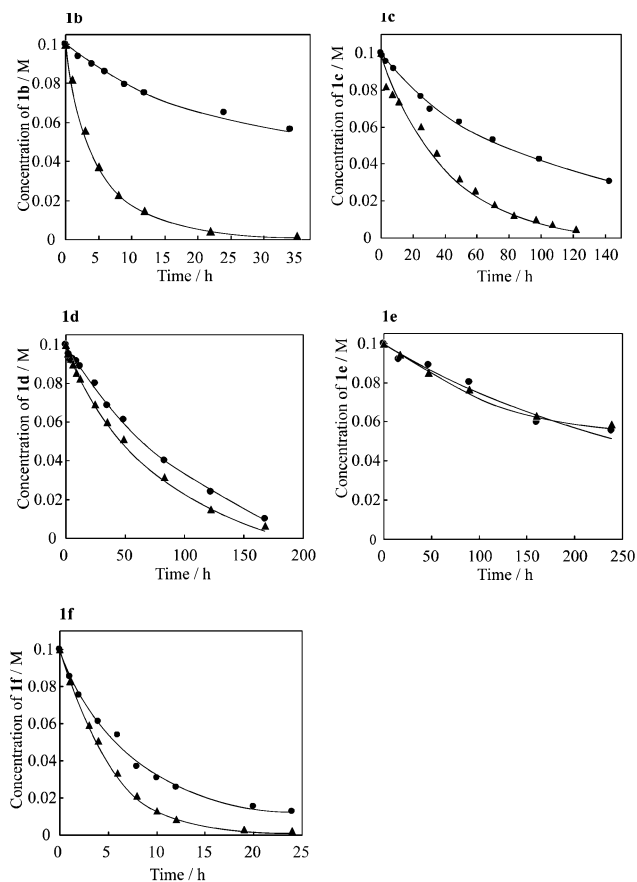 1b
Concentration of 1b / M
0.1
0.08
0.06
0.04
0.02
0
0 5 10 15 20 25 30 35
Time / h
1c
Concentration of 1c / M
0.1
0.08
0.06
0.04
0.02
0
0 20 40 60 80 100 120 140
Time / h
1d
Concentration of 1d / M
0.1
0.08
0.06
0.04
0.02
0
0 50 100 150 200
Time / h
1e
Concentration of 1e / M
0.1
0.08
0.06
0.04
0.02
0
0 50 100 150 200 250
Time / h
1f
Concentration of 1f / M
0.1
0.08
0.06
0.04
0.02
0
0 5 10 15 20 25
Time / h